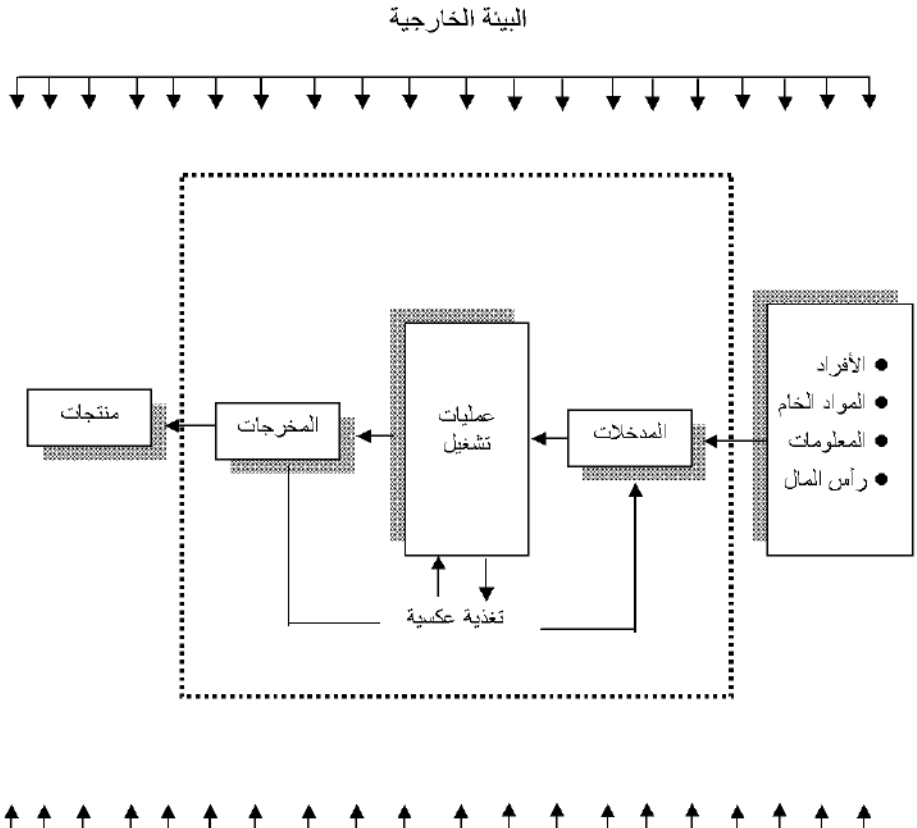 البيئة الخارجية
● الأفراد
● المواد الخام
● المعلومات
● رأس المال
المدخلات
عمليات
تشغيل
المخرجات
منتجات
تغذية عكسية